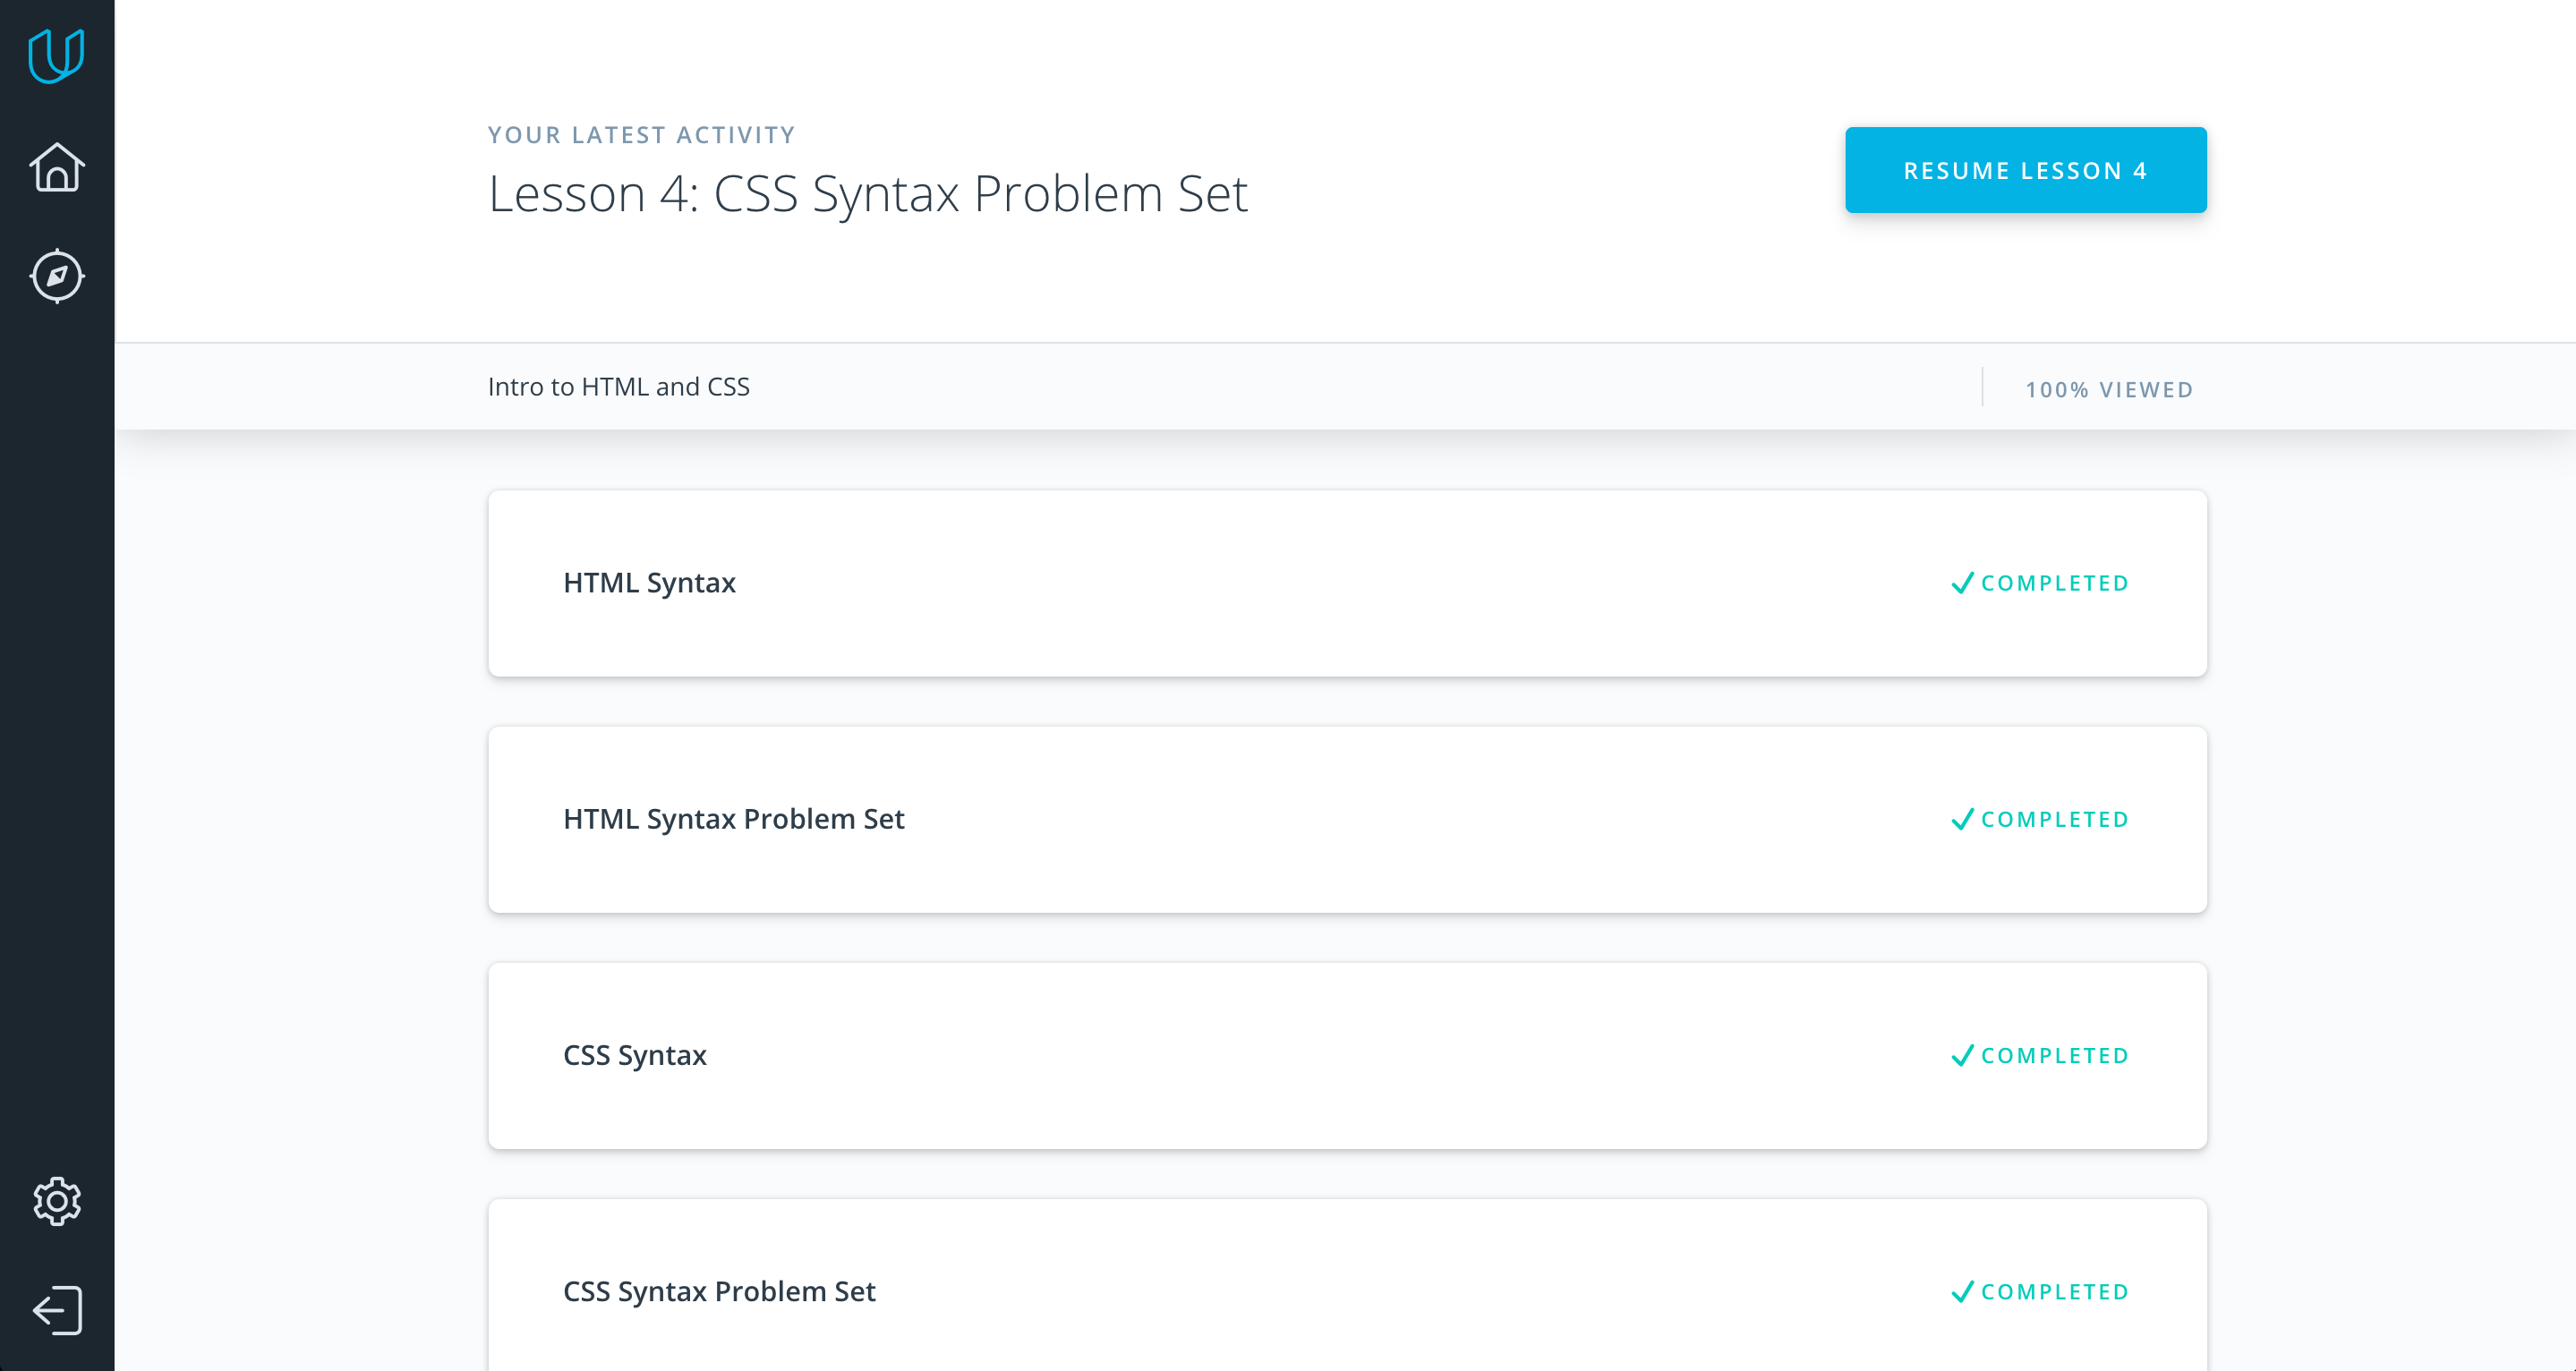 YOUR LATEST ACTIVITY
Lesson 4: CSS Syntax Problem Set
RESUME LESSON 4
Intro to HTML and CSS
100% VIEWED
HTML Syntax
COMPLETED
HTML Syntax Problem Set
COMPLETED
CSS Syntax
COMPLETED
CSS Syntax Problem Set
COMPLETED